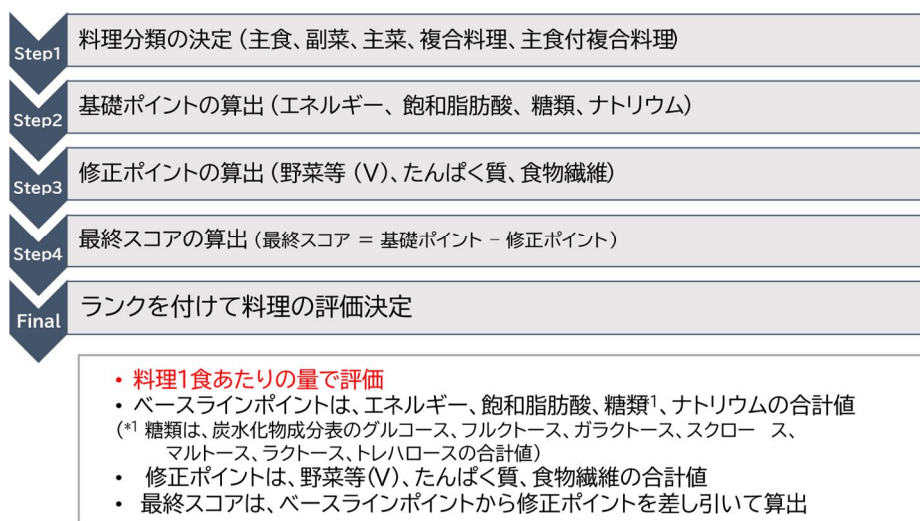 Step1
料理分類の決定（主食、副菜、主菜、複合料理、主食付複合料理）
Step2
基礎ポイントの算出（エネルギー、飽和脂肪酸、糖類、ナトリウム）
Step3
修正ポイントの算出（野菜等（V）、たんぱく質、食物繊維）
Step4
最終スコアの算出（最終スコア ＝ 基礎ポイント − 修正ポイント）
Final
ランクを付けて料理の評価決定
• 料理1食あたりの量で評価
• ベースラインポイントは、エネルギー、飽和脂肪酸、糖類¹、ナトリウムの合計値
（*¹ 糖類は、炭水化物成分表のグルコース、フルクトース、ガラクトース、スクロー ス、
マルトース、ラクトース、トレハロースの合計値）
• 修正ポイントは、野菜等(V)、たんぱく質、食物繊維の合計値
• 最終スコアは、ベースラインポイントから修正ポイントを差し引いて算出